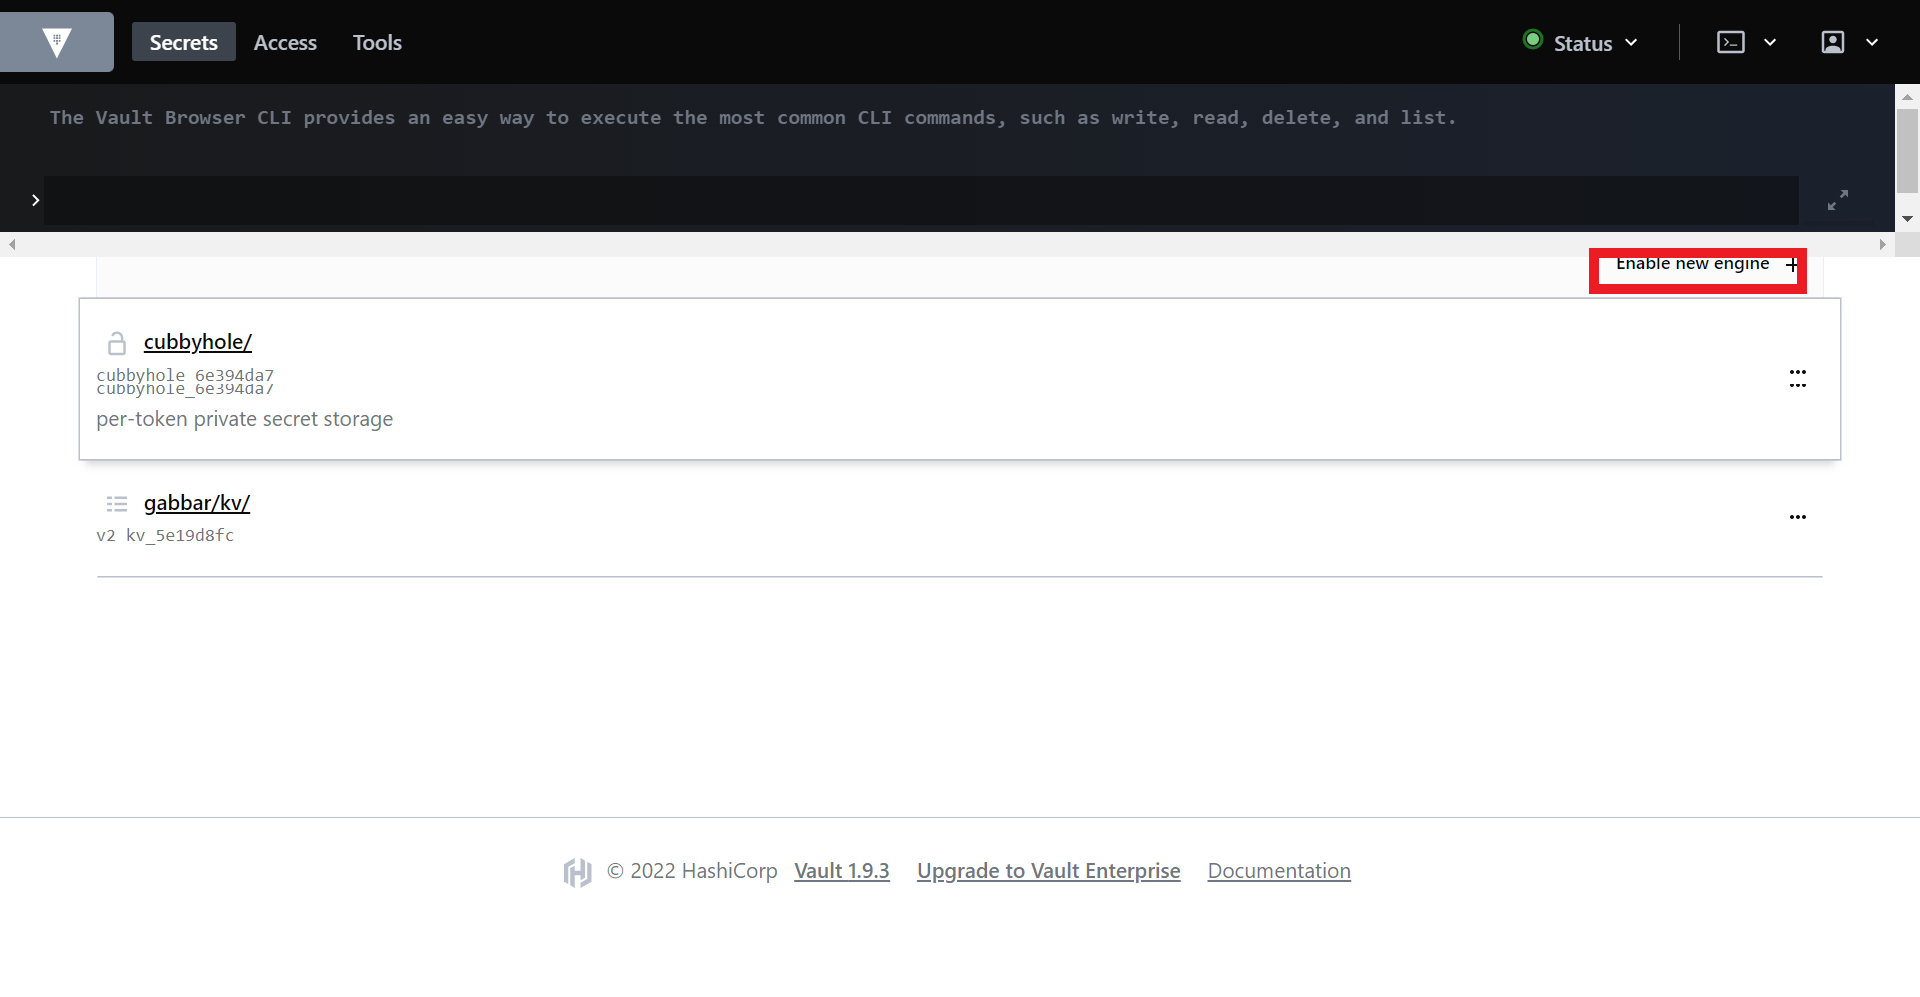 Secrets Access Tools Status
The Vault Browser CLI provides an easy way to execute the most common CLI commands, such as write, read, delete, and list.
Enable new engine +
cubbyhole/
cubbyhole_6e394da7
cubbyhole_6e394da7
per-token private secret storage
gabbar/kv/
v2 kv_5e19d8fc
© 2022 HashiCorp Vault 1.9.3 Upgrade to Vault Enterprise Documentation